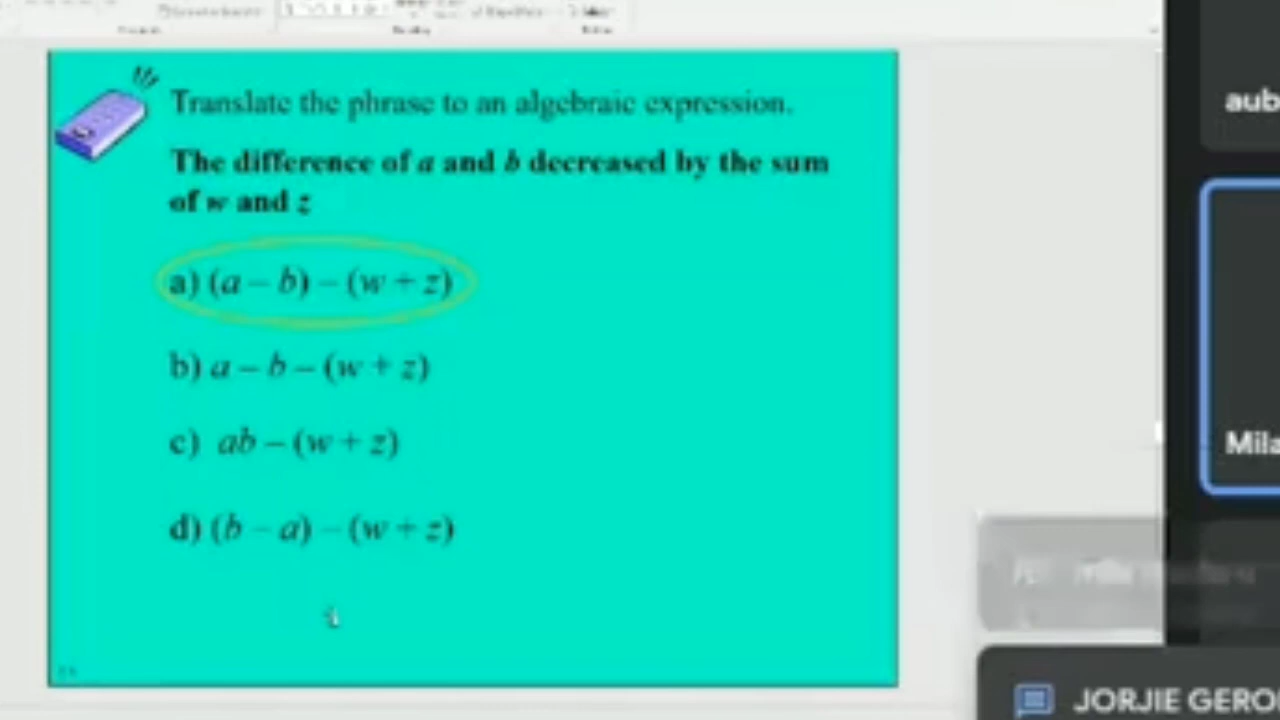 Translate the phrase to an algebraic expression.
The difference of a and b decreased by the sum
of w and z
a) (a – b) – (w + z)
b) a – b – (w + z)
c) ab – (w + z)
d) (b – a) – (w + z)
aub
Mila
JORJIE GERO